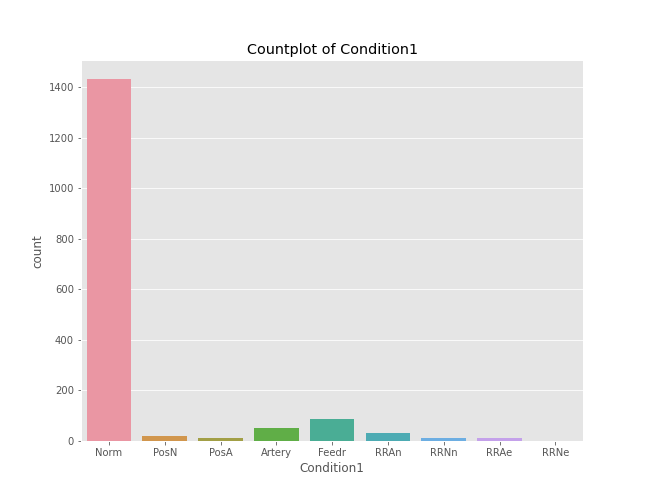 Countplot of Condition1
1400
1200
1000
800
600
400
200
0
count
Norm PosN PosA Artery Feedr RRAn RRNn RRAe RRNe
Condition1